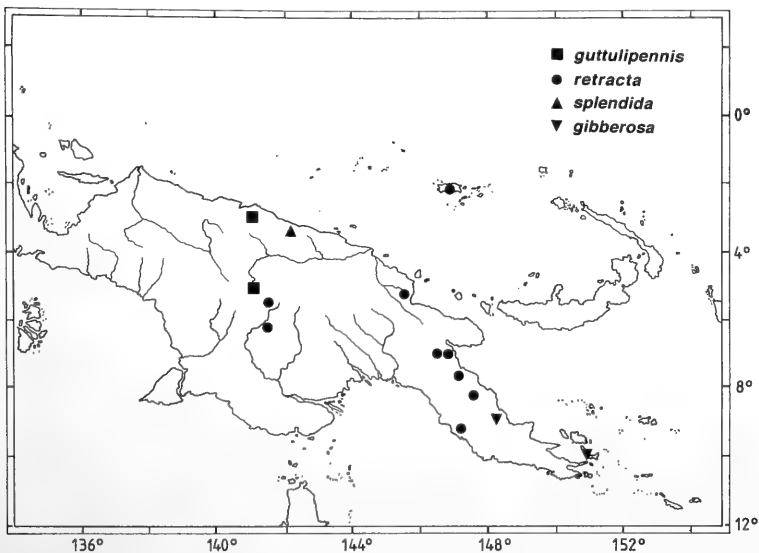 guttulipennis
retracta
splendida
gibberosa
0°
4°
8°
12°
136°
140°
144°
148°
152°